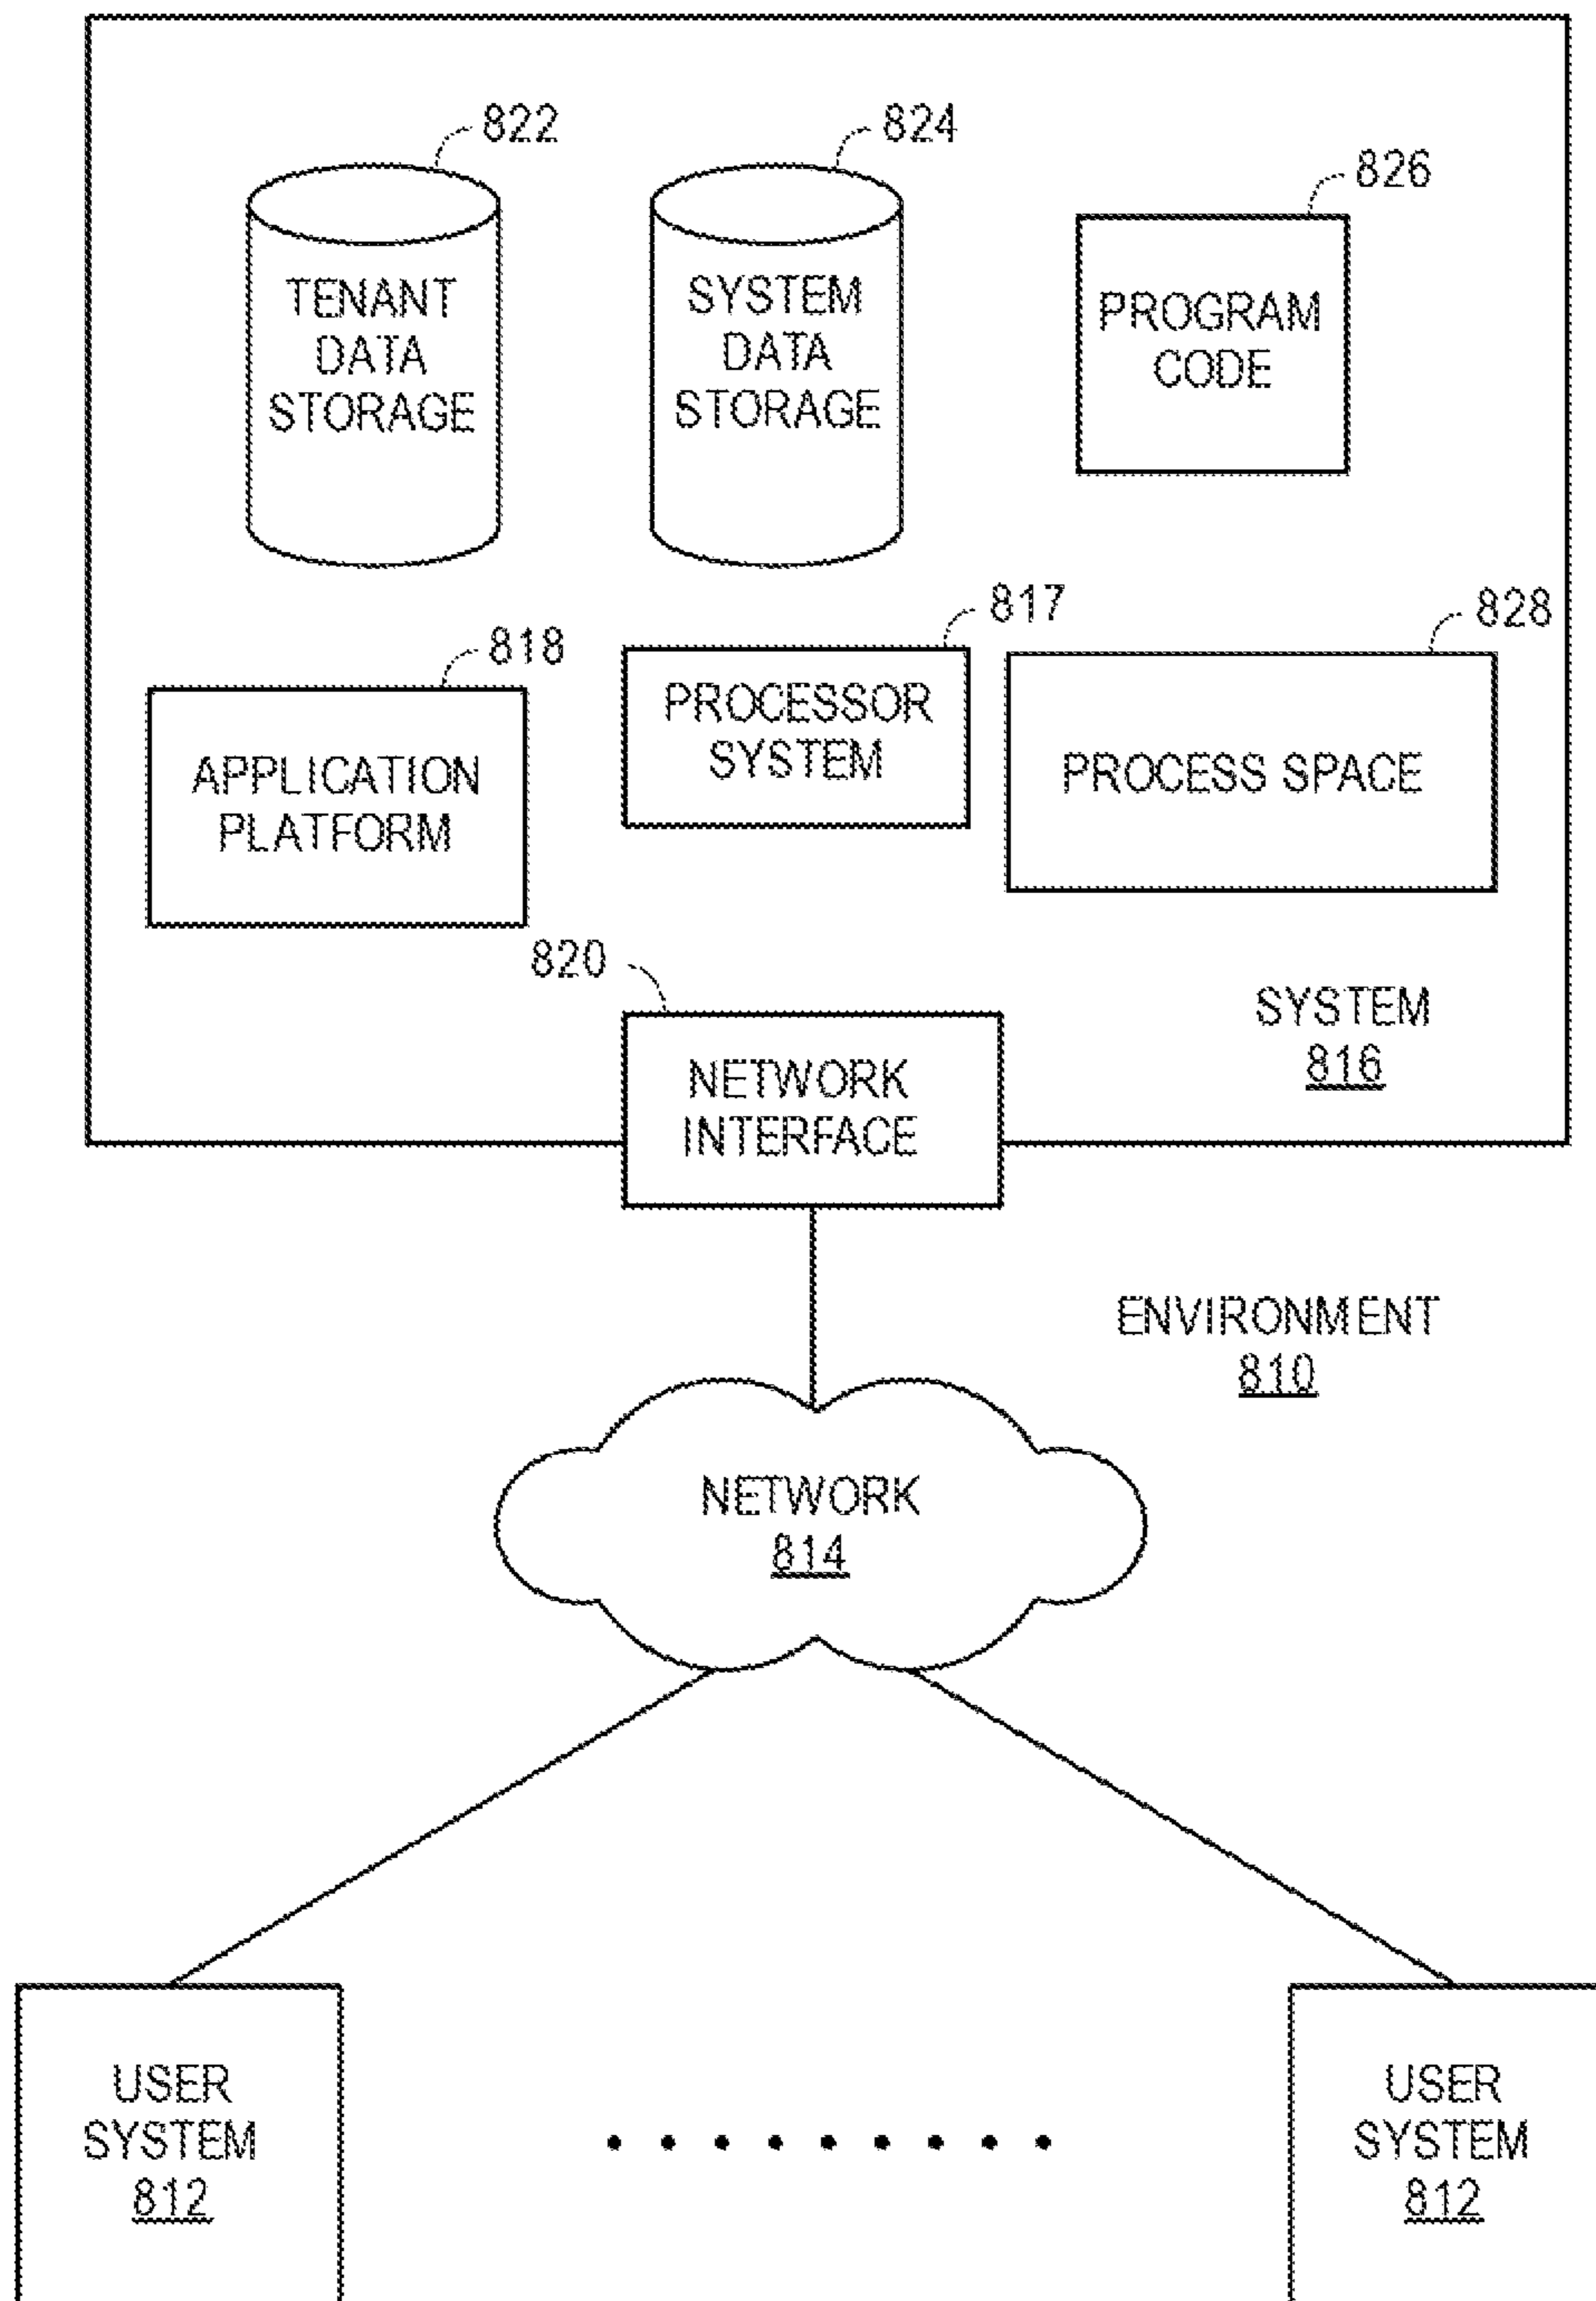 822
824
826
TENANT
DATA
STORAGE
SYSTEM
DATA
STORAGE
PROGRAM
CODE
818
817
828
APPLICATION
PLATFORM
PROCESSOR
SYSTEM
PROCESS SPACE
820
NETWORK
INTERFACE
SYSTEM
816
ENVIRONMENT
810
NETWORK
814
USER
SYSTEM
812
USER
SYSTEM
812